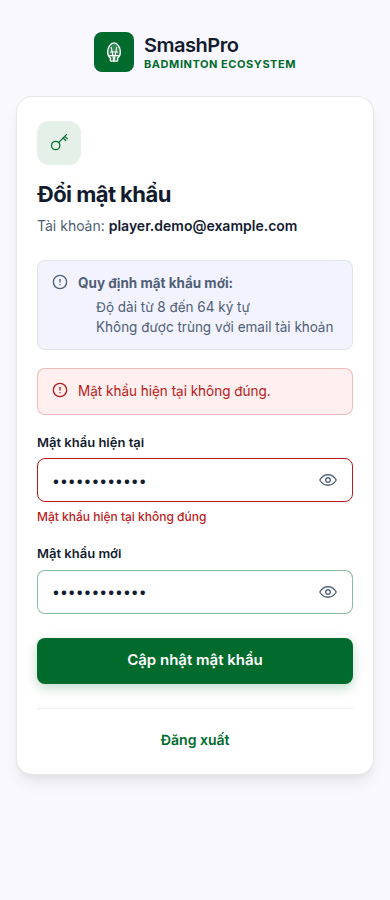 SmashPro
BADMINTON ECOSYSTEM
Đổi mật khẩu
Tài khoản: player.demo@example.com
Quy định mật khẩu mới:
Độ dài từ 8 đến 64 ký tự
Không được trùng với email tài khoản
Mật khẩu hiện tại không đúng.
Mật khẩu hiện tại
••••••••••••
Mật khẩu hiện tại không đúng
Mật khẩu mới
••••••••••••
Cập nhật mật khẩu
Đăng xuất